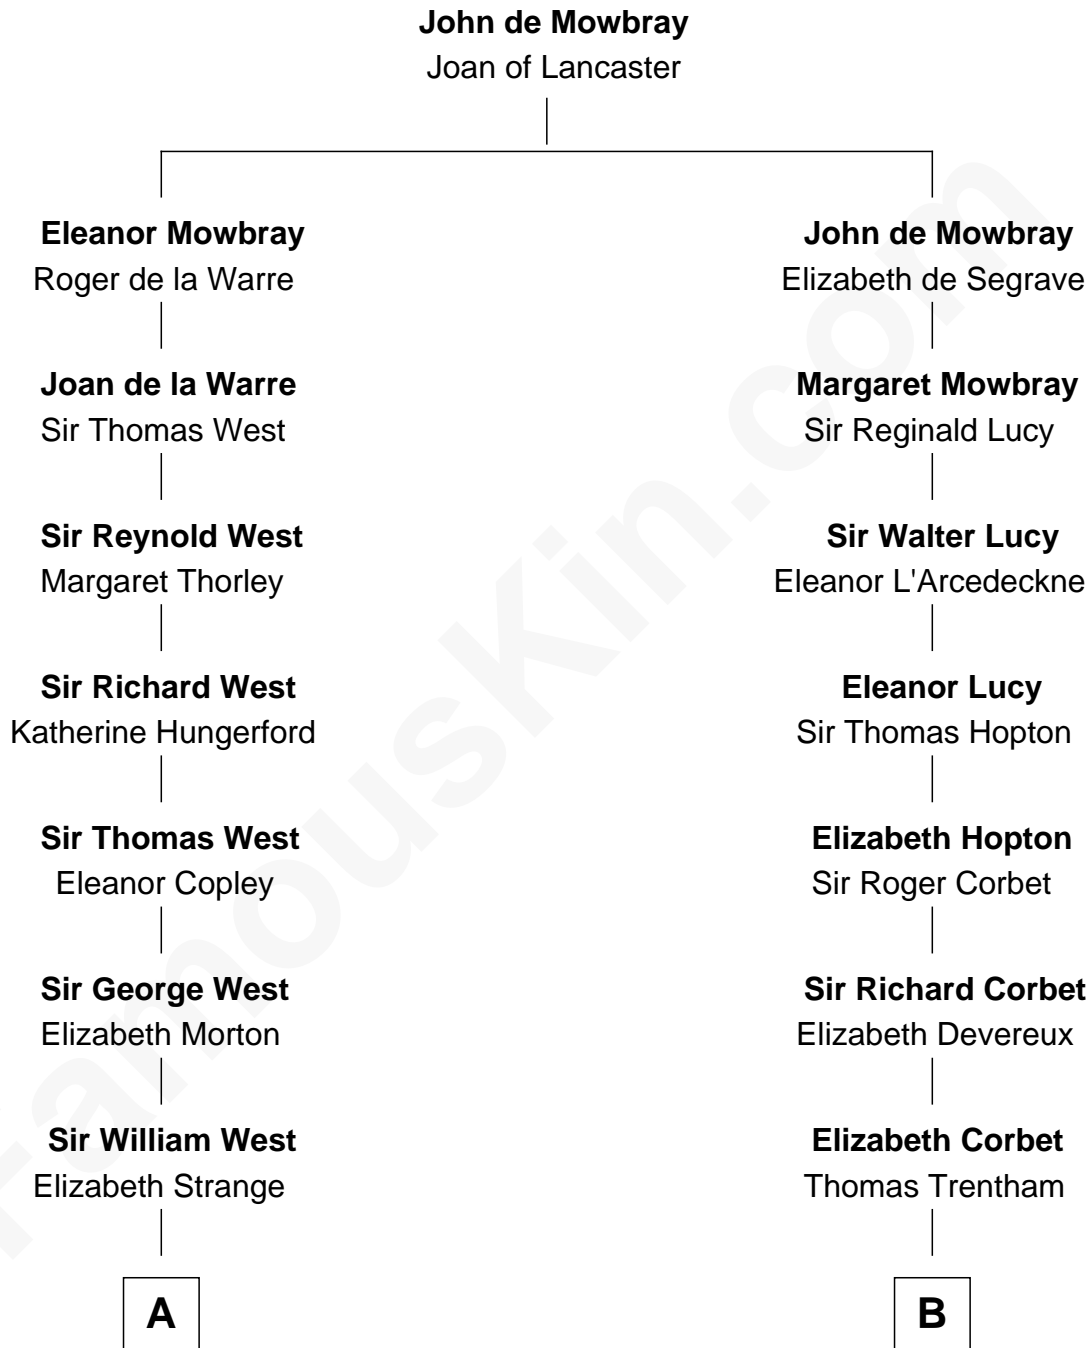 John de Mowbray
Joan of Lancaster
Eleanor Mowbray
Roger de la Warre
John de Mowbray
Elizabeth de Segrave
Joan de la Warre
Sir Thomas West
Margaret Mowbray
Sir Reginald Lucy
Sir Reynold West
Margaret Thorley
Sir Walter Lucy
Eleanor L'Arcedeckne
Sir Richard West
Katherine Hungerford
Eleanor Lucy
Sir Thomas Hopton
Sir Thomas West
Eleanor Copley
Elizabeth Hopton
Sir Roger Corbet
Sir George West
Elizabeth Morton
Sir Richard Corbet
Elizabeth Devereux
Sir William West
Elizabeth Strange
Elizabeth Corbet
Thomas Trentham
A
B
FamousKin.com